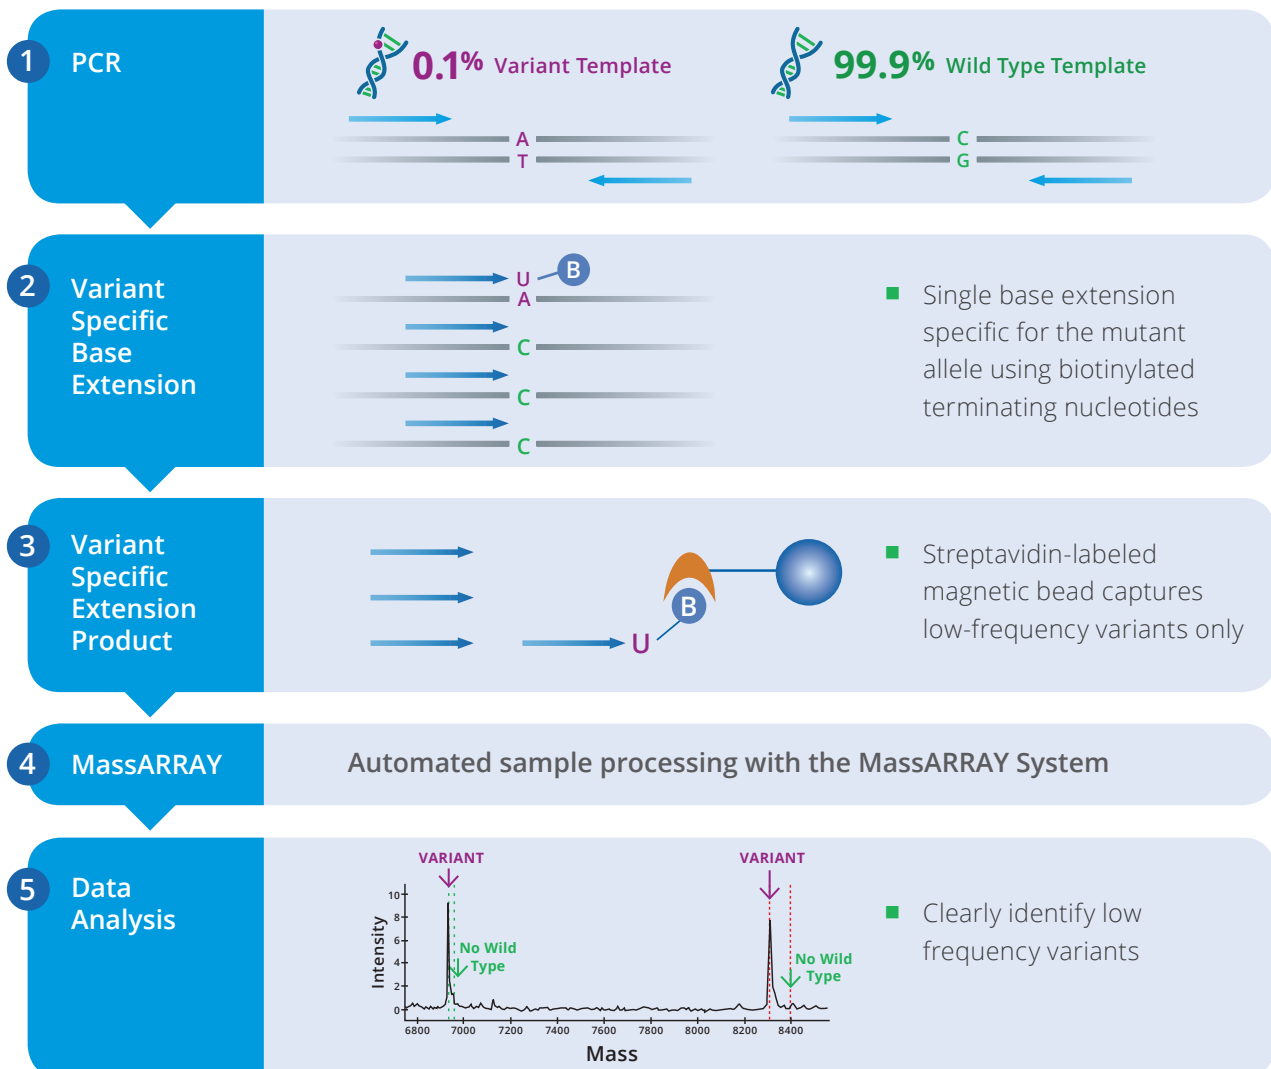 1
PCR
0.1% Variant Template
99.9% Wild Type Template
A
T
C
G
2
Variant
Specific
Base
Extension
U
B
A
C
C
C
Single base extension
specific for the mutant
allele using biotinylated
terminating nucleotides
3
Variant
Specific
Extension
Product
B
U
Streptavidin-labeled
magnetic bead captures
low-frequency variants only
4
MassARRAY
Automated sample processing with the MassARRAY System
5
Data
Analysis
VARIANT
VARIANT
Intensity
10
8
6
4
2
0
No Wild
Type
No Wild
Type
6800 7000 7200 7400 7600 7800 8000 8200 8400
Mass
Clearly identify low
frequency variants